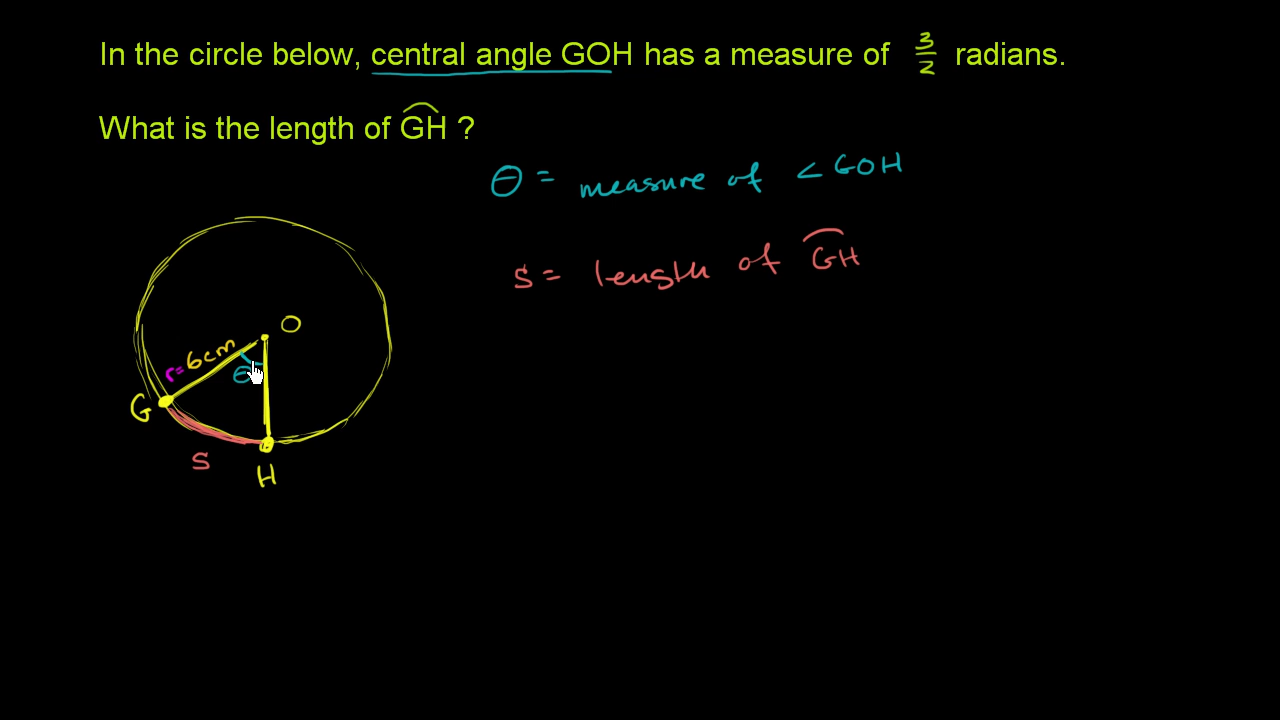 In the circle below, central angle GOH has a measure of 3/2 radians.
What is the length of GH ?
θ = measure of ∠GOH
s = length of GH
O
r= 6cm
θ
G
S
H